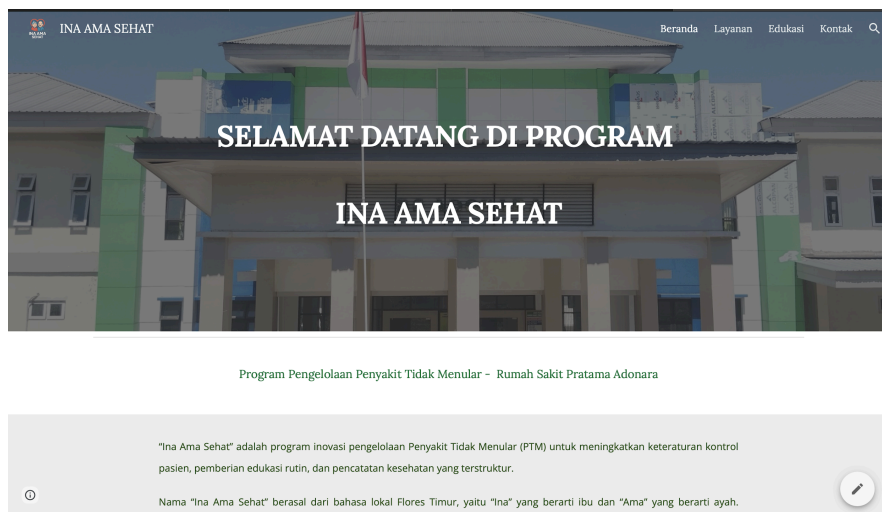 INA AMA SEHAT
INA AMA SEHAT
Beranda
Layanan
Edukasi
Kontak
SELAMAT DATANG DI PROGRAM
INA AMA SEHAT
Program Pengelolaan Penyakit Tidak Menular - Rumah Sakit Pratama Adonara
“Ina Ama Sehat” adalah program inovasi pengelolaan Penyakit Tidak Menular (PTM) untuk meningkatkan keteraturan kontrol
pasien, pemberian edukasi rutin, dan pencatatan kesehatan yang terstruktur.
Nama “Ina Ama Sehat” berasal dari bahasa lokal Flores Timur, yaitu “Ina” yang berarti ibu dan “Ama” yang berarti ayah.